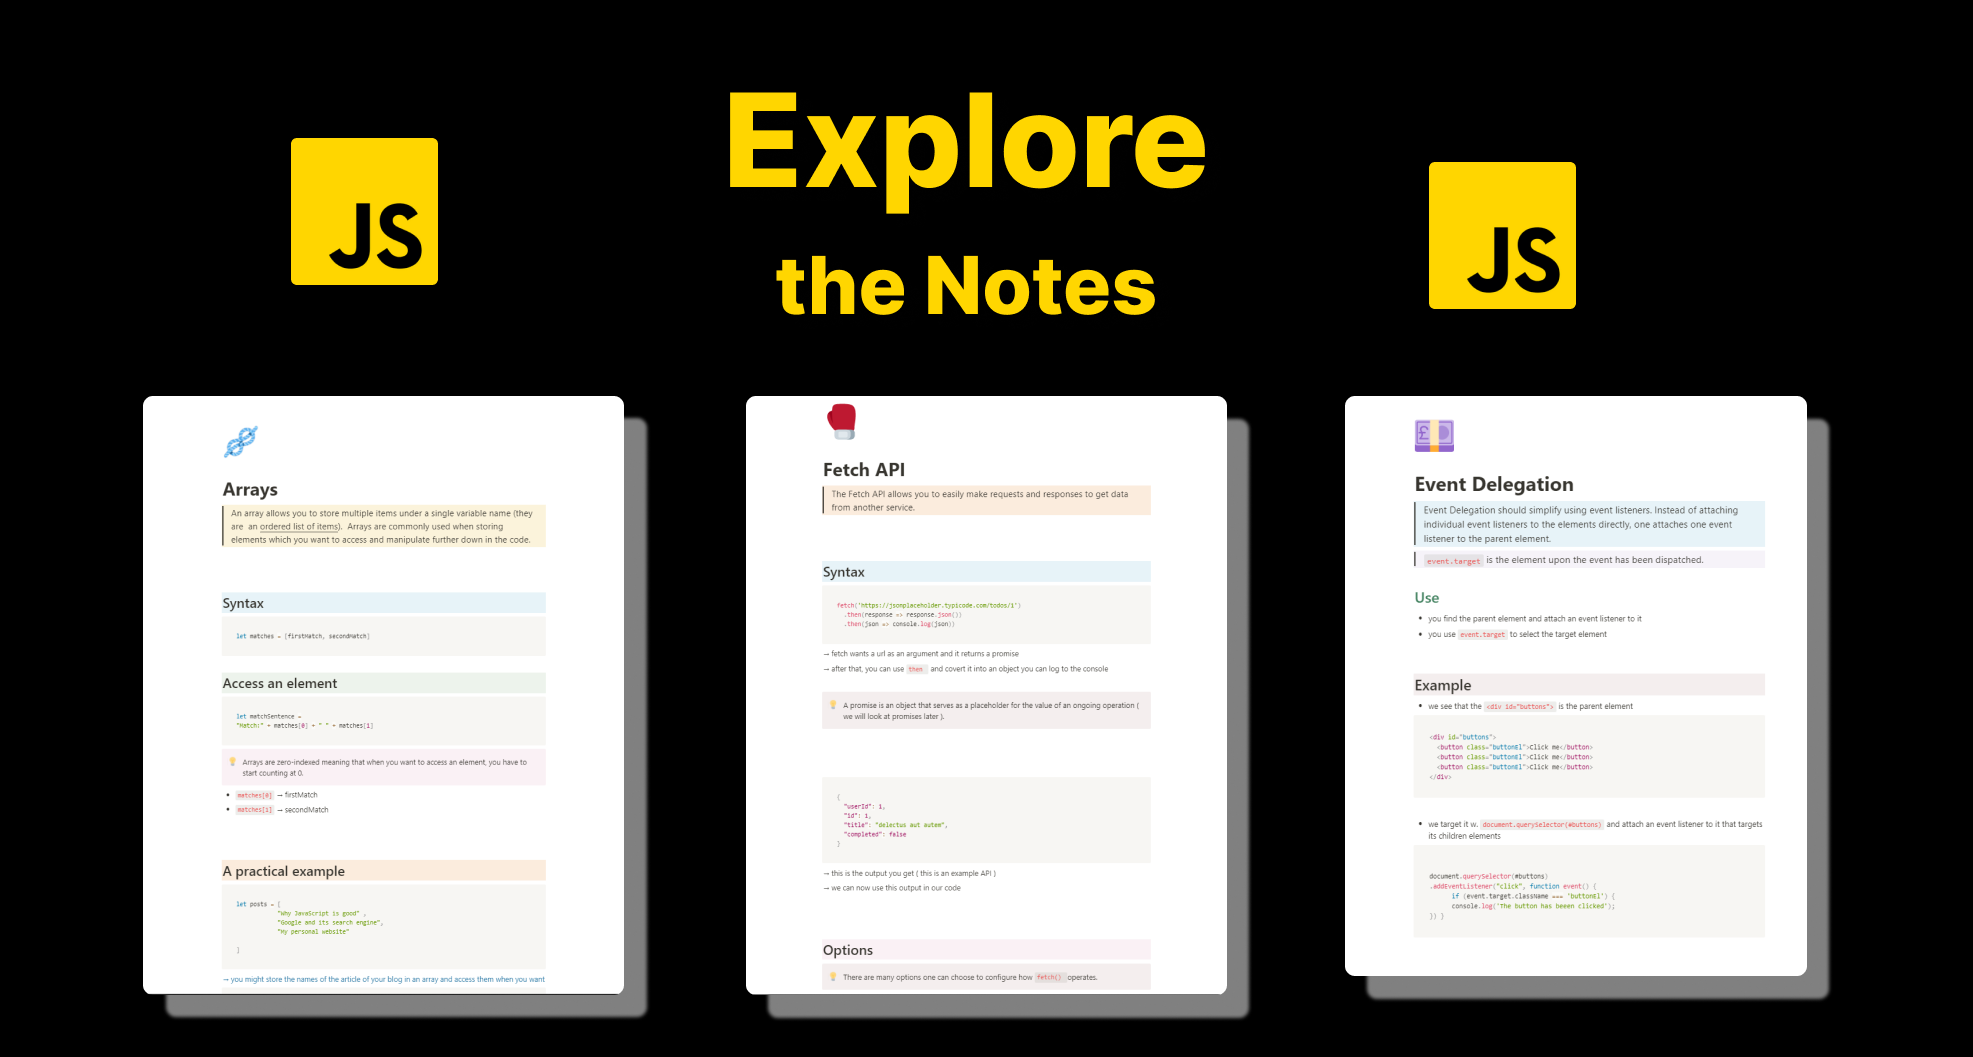 Explore
the Notes
JS
JS
Arrays
An array allows you to store multiple items under a single variable name (they
are an ordered list of items). Arrays are commonly used when storing
elements which you want to access and manipulate further down in the code.
Syntax
let matches = [firstMatch, secondMatch]
Access an element
let matchSentence =
"Match:" + matches[0] + " " + matches[1]
Arrays are zero-indexed meaning that when you want to access an element, you have to
start counting at 0.
• matches[0] → firstMatch
• matches[1] → secondMatch
A practical example
let posts = [
"Why JavaScript is good" ,
"Google and its search engine",
"My personal website"
]
→ you might store the names of the article of your blog in an array and access them when you want
Fetch API
The Fetch API allows you to easily make requests and responses to get data
from another service.
Syntax
fetch('https://jsonplaceholder.typicode.com/todos/1')
.then(response => response.json())
.then(json => console.log(json))
→ fetch wants a url as an argument and it returns a promise
→ after that, you can use then and covert it into an object you can log to the console
A promise is an object that serves as a placeholder for the value of an ongoing operation (
we will look at promises later ).
{
"userId": 1,
"id": 1,
"title": "delectus aut autem",
"completed": false
}
→ this is the output you get ( this is an example API )
→ we can now use this output in our code
Options
There are many options one can choose to configure how fetch() operates.
Event Delegation
Event Delegation should simplify using event listeners. Instead of attaching
individual event listeners to the elements directly, one attaches one event
listener to the parent element.
event.target is the element upon the event has been dispatched.
Use
• you find the parent element and attach an event listener to it
• you use event.target to select the target element
Example
• we see that the <div id="buttons"> is the parent element
<div id="buttons">
<button class="buttonEl">Click me</button>
<button class="buttonEl">Click me</button>
<button class="buttonEl">Click me</button>
</div>
• we target it w. document.querySelector(#buttons) and attach an event listener to it that targets
its children elements
document.querySelector(#buttons)
.addEventListener("click", function event() {
if (event.target.className === 'buttonEl') {
console.log('The button has beeen clicked');
}) }